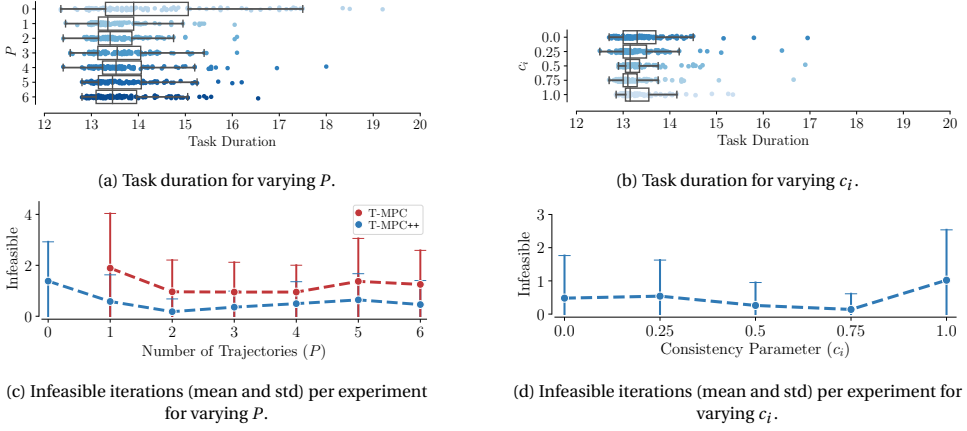 0
1
2
3
4
5
6
P
12 13 14 15 16 17 18 19 20
Task Duration
(a) Task duration for varying P.
0.0
0.25
0.5
0.75
1.0
c_i
12 13 14 15 16 17 18 19 20
Task Duration
(b) Task duration for varying c_i.
4
2
0
Infeasible
T-MPC
T-MPC++
0 1 2 3 4 5 6
Number of Trajectories (P)
(c) Infeasible iterations (mean and std) per experiment
for varying P.
3
2
1
0
Infeasible
0.0 0.25 0.5 0.75 1.0
Consistency Parameter (c_i)
(d) Infeasible iterations (mean and std) per experiment for
varying c_i.